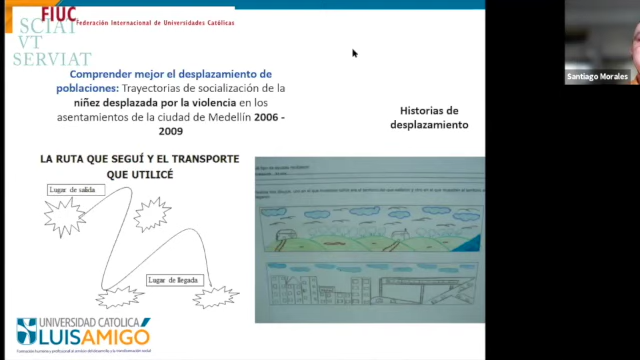 FIUC
Federación Internacional de Universidades Católicas
SCIAT
VT
SERVIAT
Comprender mejor el desplazamiento de
poblaciones: Trayectorias de socialización de la
niñez desplazada por la violencia en los
asentamientos de la ciudad de Medellín 2006 -
2009
Historias de
desplazamiento
LA RUTA QUE SEGUÍ Y EL TRANSPORTE
QUE UTILICÉ
Lugar de salida
Lugar de llegada
UNIVERSIDAD CATÓLICA
LUIS AMIGÓ
Santiago Morales